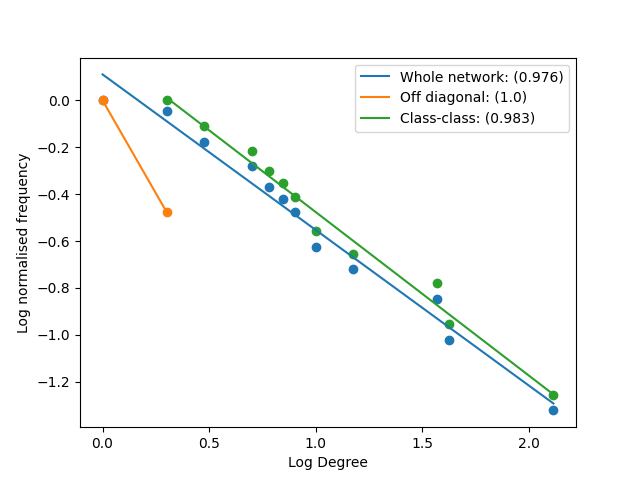 Whole network: (0.976)
Off diagonal: (1.0)
Class-class: (0.983)
0.0
−0.2
−0.4
−0.6
−0.8
−1.0
−1.2
Log normalised frequency
0.0 0.5 1.0 1.5 2.0
Log Degree